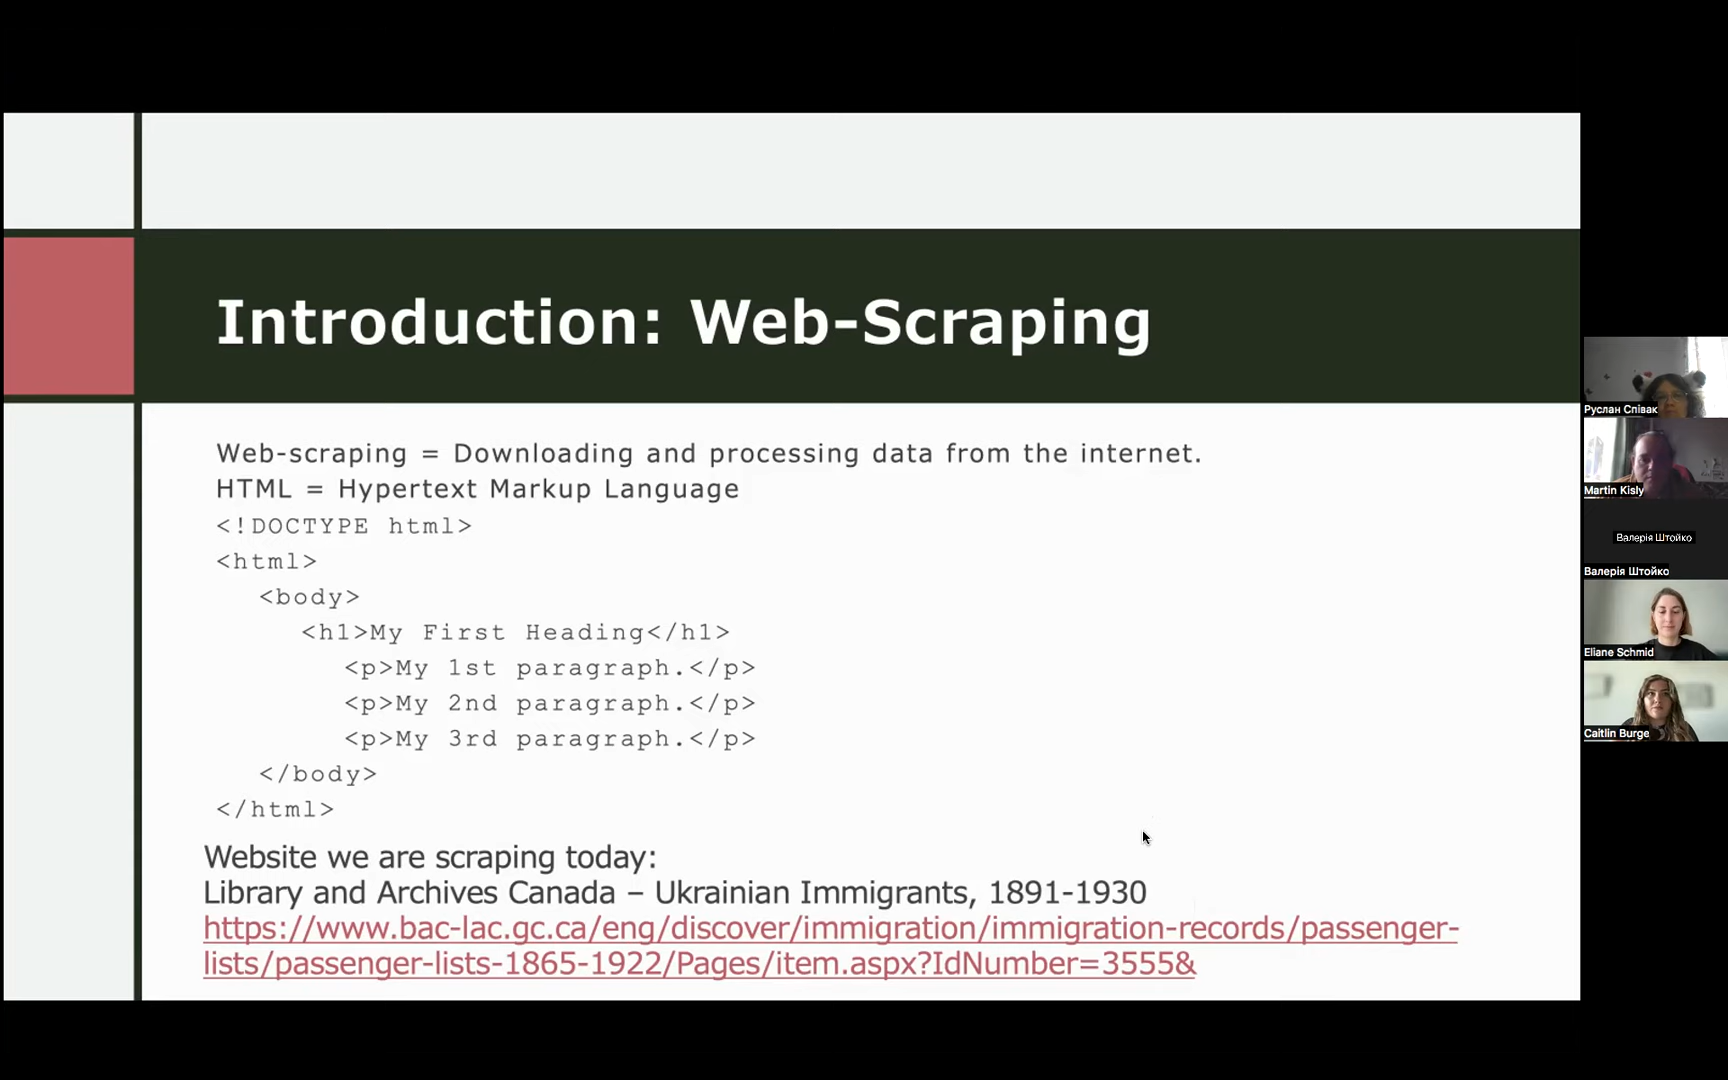 Introduction: Web-Scraping
Web-scraping = Downloading and processing data from the internet.
HTML = Hypertext Markup Language
<!DOCTYPE html>
<html>
<body>
<h1>My First Heading</h1>
<p>My 1st paragraph.</p>
<p>My 2nd paragraph.</p>
<p>My 3rd paragraph.</p>
</body>
</html>
Website we are scraping today:
Library and Archives Canada – Ukrainian Immigrants, 1891-1930
https://www.bac-lac.gc.ca/eng/discover/immigration/immigration-records/passenger-
lists/passenger-lists-1865-1922/Pages/item.aspx?IdNumber=3555&
Руслан Співак
Martin Kisly
Валерія Штойко
Валерія Штойко
Eliane Schmid
Caitlin Burge